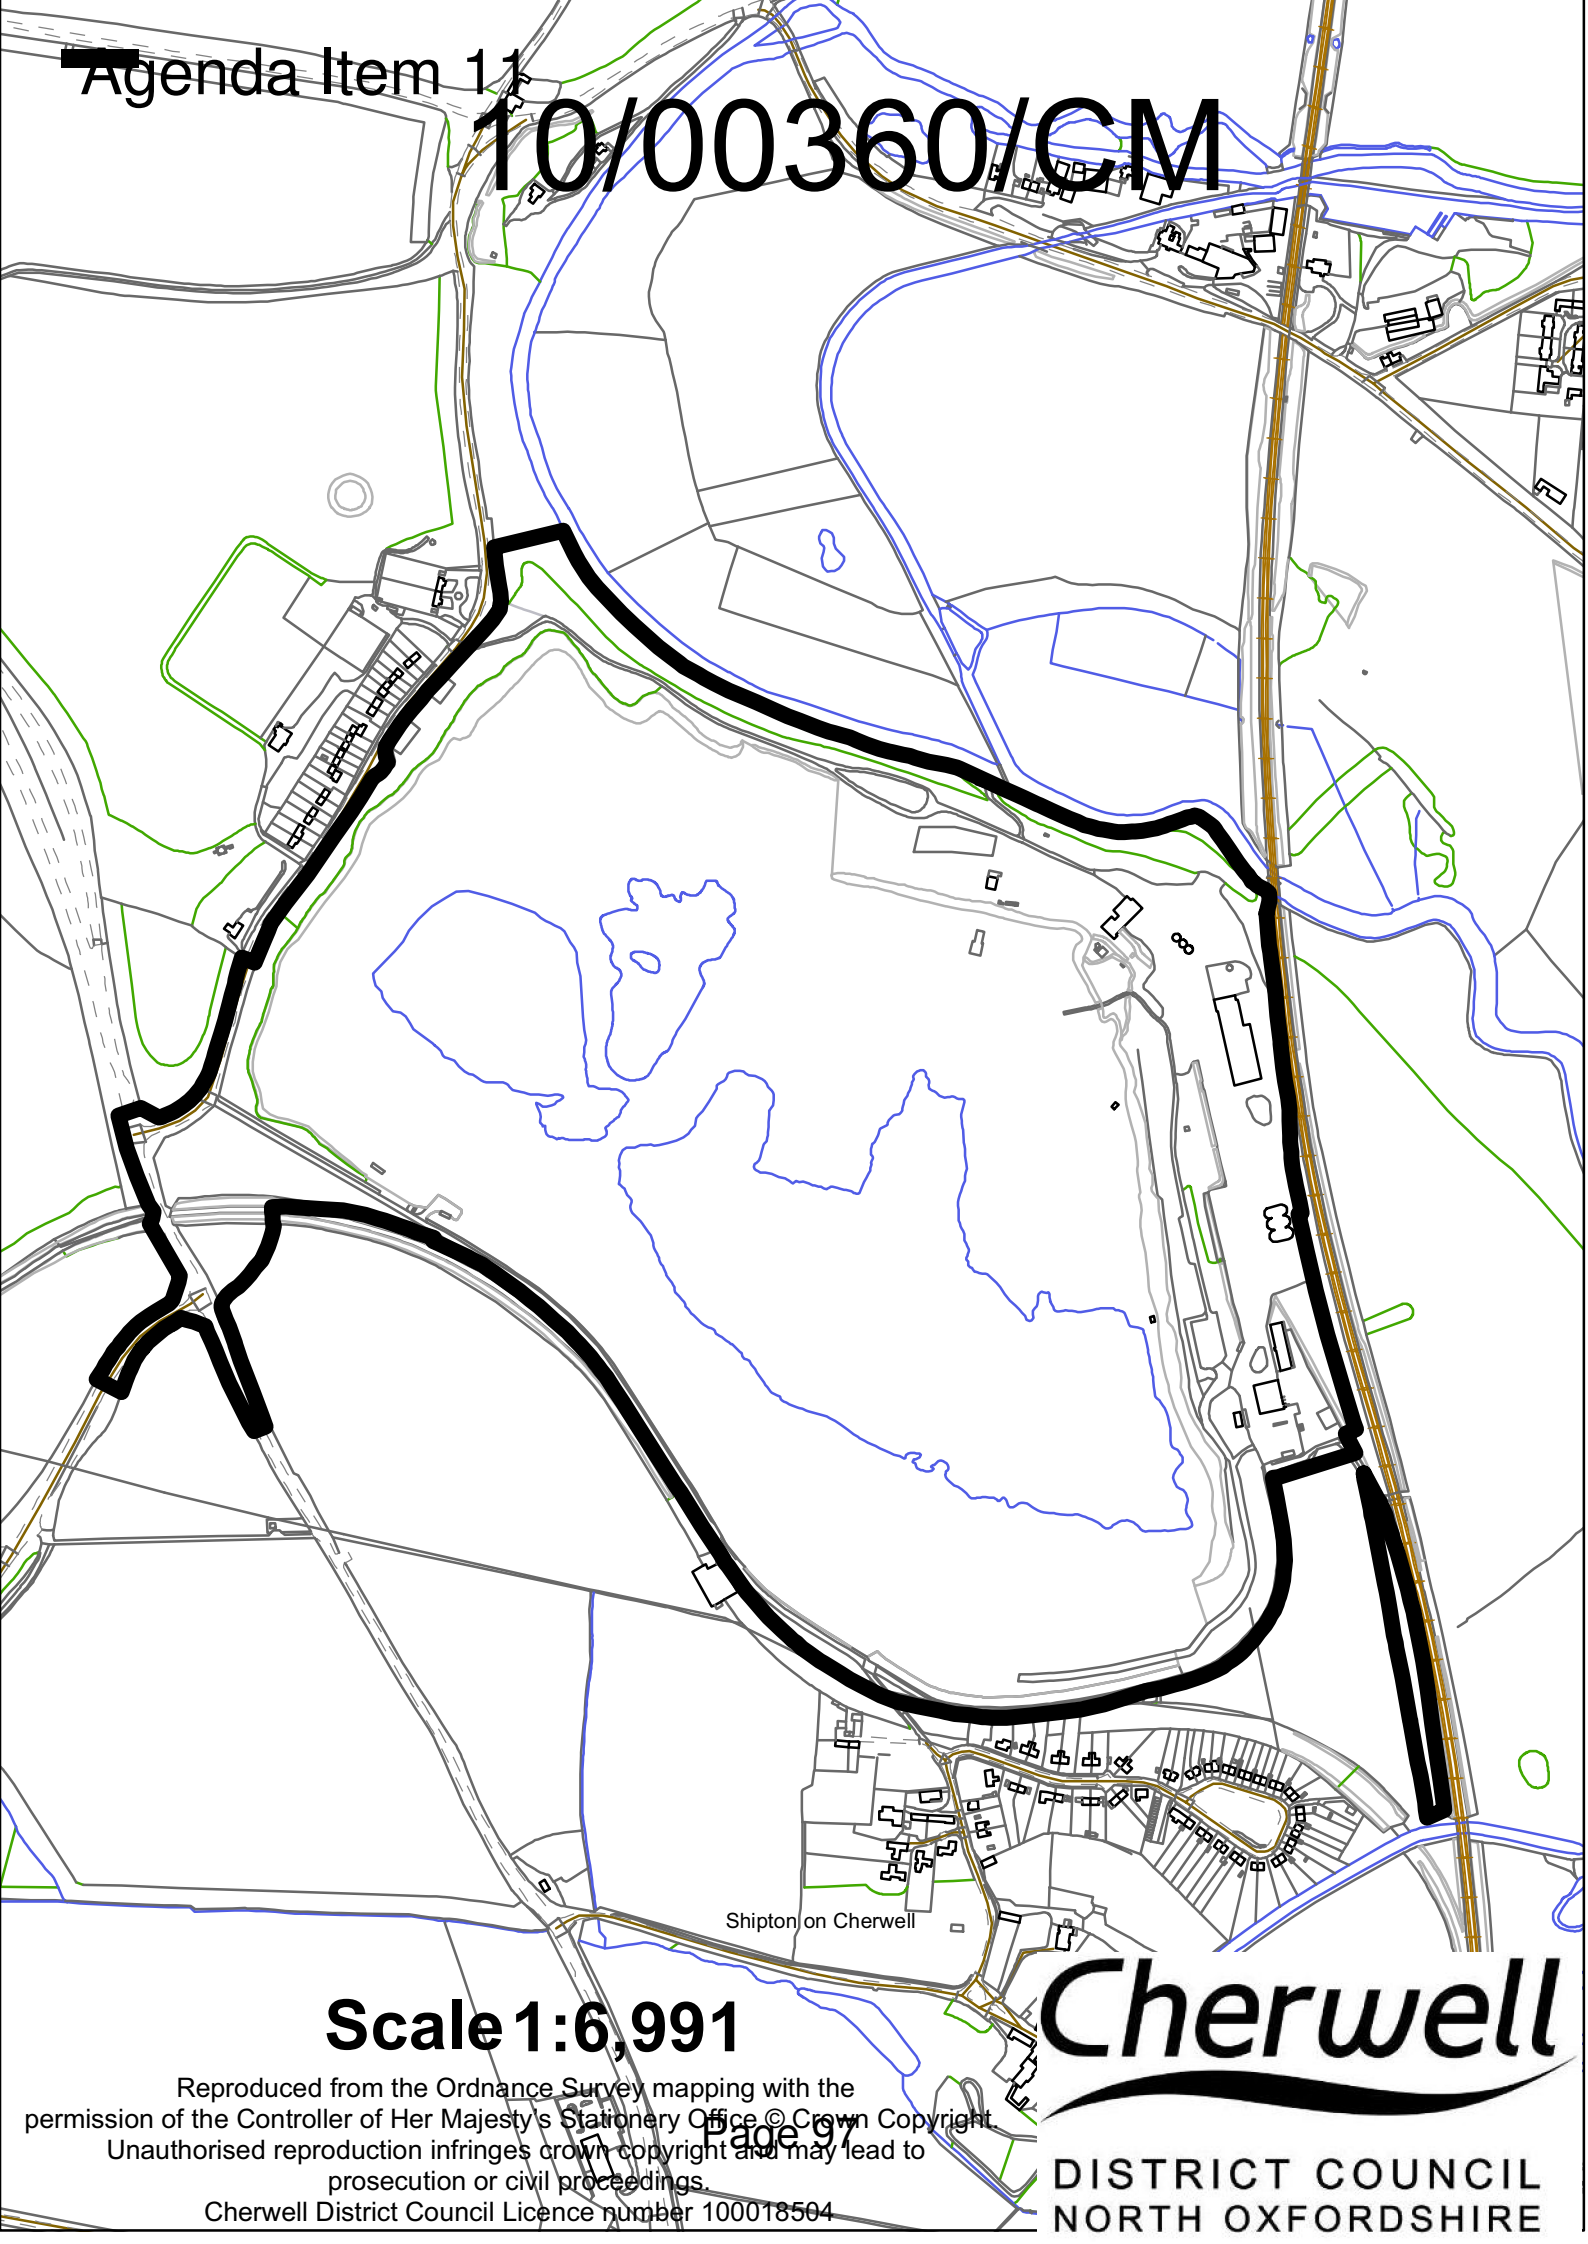 Agenda Item 11
10/00360/CM
Shipton on Cherwell
Scale 1:6,991
Reproduced from the Ordnance Survey mapping with the
permission of the Controller of Her Majesty's Stationery Office © Crown Copyright.
Unauthorised reproduction infringes crown copyright and may lead to
prosecution or civil proceedings.
Cherwell District Council Licence number 100018504
Page 97
Cherwell
DISTRICT COUNCIL
NORTH OXFORDSHIRE